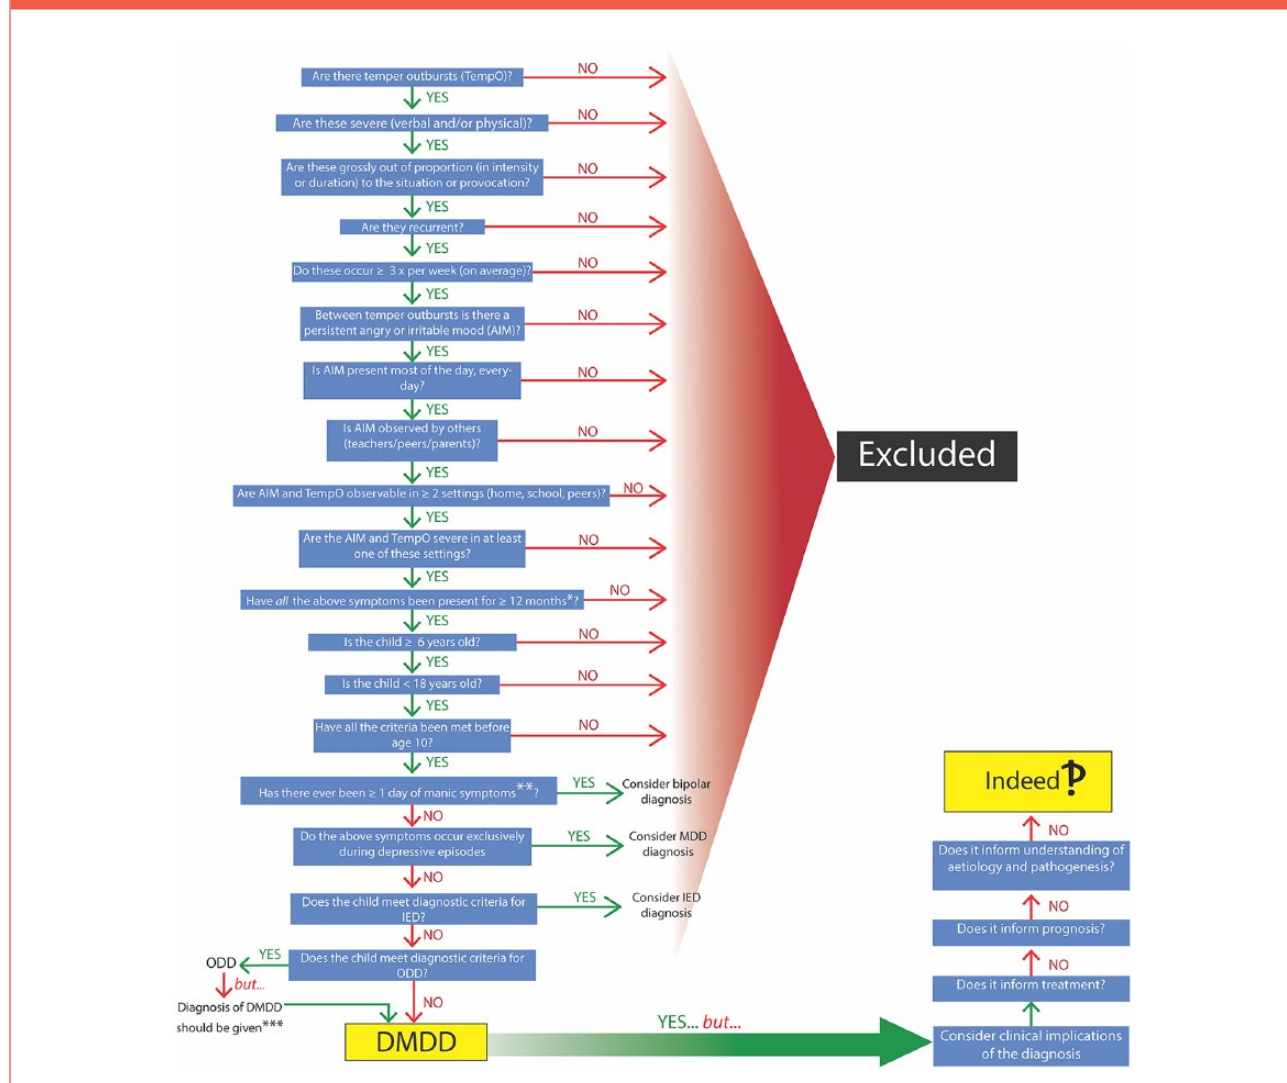 Are there temper outbursts (TempO)?
NO
YES
Are these severe (verbal and/or physical)?
NO
YES
Are these grossly out of proportion (in intensity
or duration) to the situation or provocation?
NO
YES
Are they recurrent?
NO
YES
Do these occur ≥ 3 x per week (on average)?
NO
YES
Between temper outbursts is there a
persistent angry or irritable mood (AIM)?
NO
YES
Is AIM present most of the day, every-
day?
NO
YES
Is AIM observed by others
(teachers/peers/parents)?
NO
YES
Are AIM and TempO observable in ≥ 2 settings (home, school, peers)?
NO
YES
Are the AIM and TempO severe in at least
one of these settings?
NO
YES
Have all the above symptoms been present for ≥ 12 months*?
NO
YES
Is the child ≥ 6 years old?
NO
YES
Is the child < 18 years old?
NO
YES
Have all the criteria been met before
age 10?
NO
YES
Excluded
Has there ever been ≥ 1 day of manic symptoms**?
YES
Consider bipolar
diagnosis
NO
Do the above symptoms occur exclusively
during depressive episodes
YES
Consider MDD
diagnosis
NO
Does the child meet diagnostic criteria for
IED?
YES
Consider IED
diagnosis
NO
Does the child meet diagnostic criteria for
ODD?
YES
ODD
but...
Diagnosis of DMDD
should be given***
NO
DMDD
YES... but...
Consider clinical implications
of the diagnosis
Does it inform treatment?
NO
Does it inform prognosis?
NO
Does it inform understanding of
aetiology and pathogenesis?
NO
Indeed‽